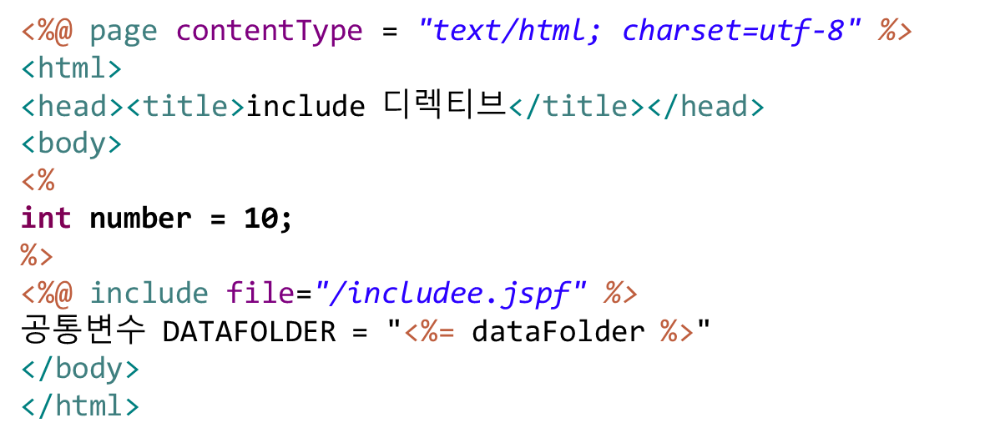 <%@ page contentType = "text/html; charset=utf-8" %>
<html>
<head><title>include 디렉티브</title></head>
<body>
<%
int number = 10;
%>
<%@ include file="/includee.jspf" %>
공통변수 DATAFOLDER = "<%= dataFolder %>"
</body>
</html>